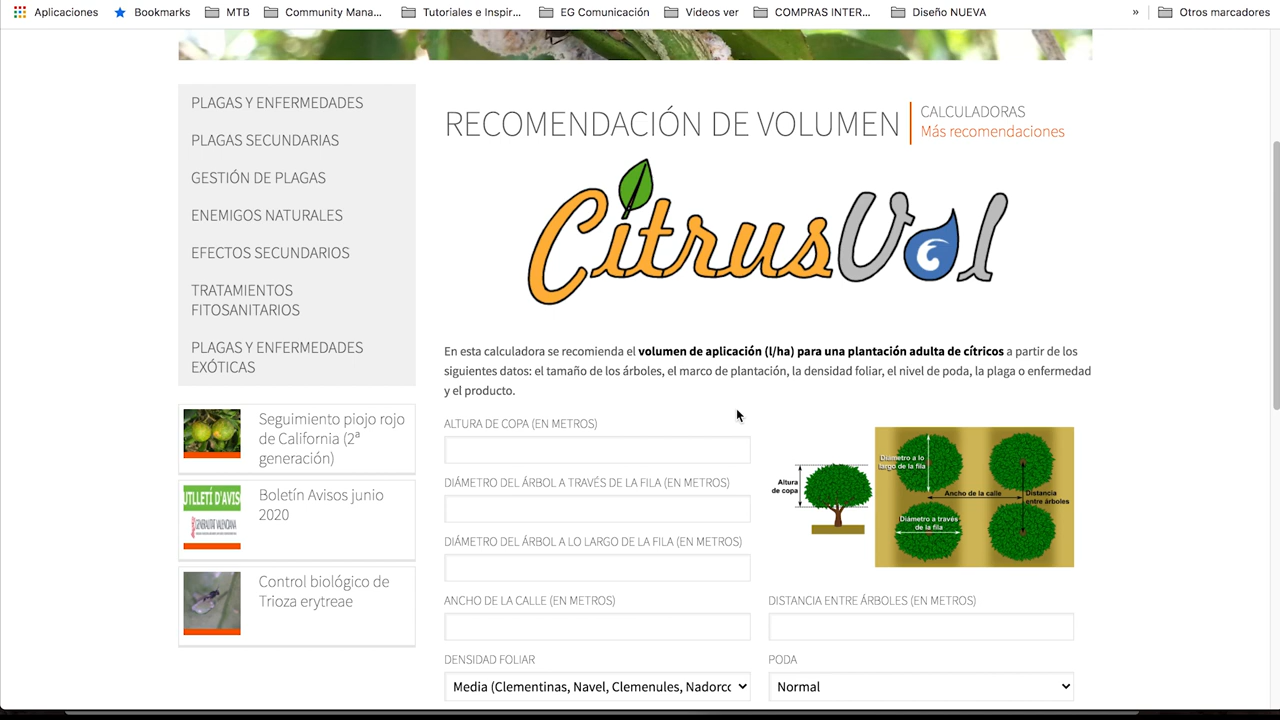 Aplicaciones Bookmarks MTB Community Mana... Tutoriales e Inspir... EG Comunicación Videos ver COMPRAS INTER... Diseño NUEVA » Otros marcadores
PLAGAS Y ENFERMEDADES
PLAGAS SECUNDARIAS
GESTIÓN DE PLAGAS
ENEMIGOS NATURALES
EFECTOS SECUNDARIOS
TRATAMIENTOS
FITOSANITARIOS
PLAGAS Y ENFERMEDADES
EXÓTICAS
Seguimiento piojo rojo
de California (2ª
generación)
UTLLETÍ D'AVIS
GENERALITAT VALENCIANA
Boletín Avisos junio
2020
Control biológico de
Trioza erytreae
RECOMENDACIÓN DE VOLUMEN
CALCULADORAS
Más recomendaciones
CitrusVol
En esta calculadora se recomienda el volumen de aplicación (l/ha) para una plantación adulta de cítricos a partir de los
siguientes datos: el tamaño de los árboles, el marco de plantación, la densidad foliar, el nivel de poda, la plaga o enfermedad
y el producto.
ALTURA DE COPA (EN METROS)
DIÁMETRO DEL ÁRBOL A TRAVÉS DE LA FILA (EN METROS)
DIÁMETRO DEL ÁRBOL A LO LARGO DE LA FILA (EN METROS)
Altura
de copa
Diámetro a lo
largo de la fila
Ancho de la calle
Distancia
entre árboles
Diámetro a través
de la fila
ANCHO DE LA CALLE (EN METROS)
DISTANCIA ENTRE ÁRBOLES (EN METROS)
DENSIDAD FOLIAR
PODA
Media (Clementinas, Navel, Clemenules, Nadorc
Normal